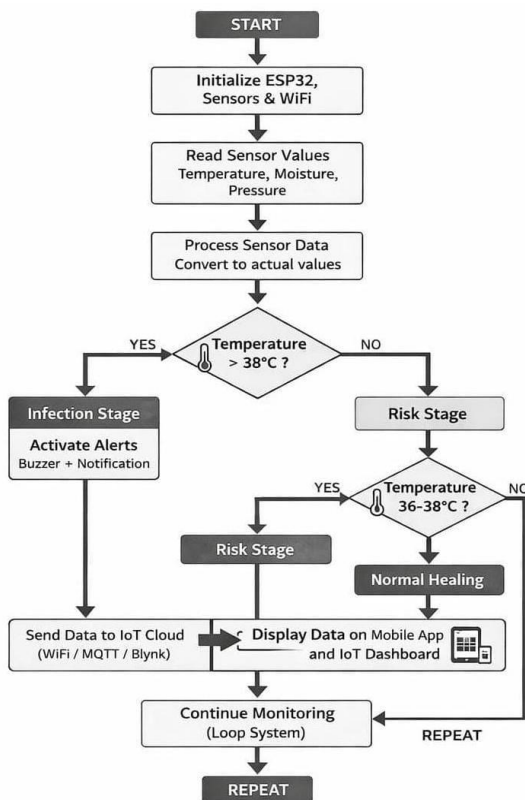 START
Initialize ESP32,
Sensors & WiFi
Read Sensor Values
Temperature, Moisture,
Pressure
Process Sensor Data
Convert to actual values
Temperature
> 38°C ?
YES
NO
Infection Stage
Activate Alerts
Buzzer + Notification
Risk Stage
Temperature
36-38°C ?
YES
NO
Risk Stage
Normal Healing
Send Data to IoT Cloud
(WiFi / MQTT / Blynk)
Display Data on Mobile App
and IoT Dashboard
Continue Monitoring
(Loop System)
REPEAT
REPEAT